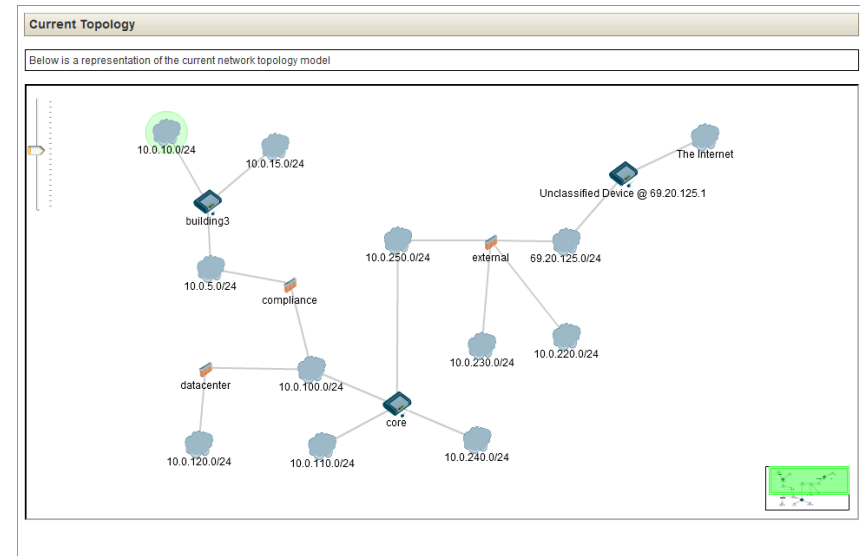 Current Topology
Below is a representation of the current network topology model
10.0.10.0/24
10.0.15.0/24
The Internet
Unclassified Device @ 69.20.125.1
building3
10.0.250.0/24
external
69.20.125.0/24
10.0.5.0/24
compliance
10.0.230.0/24
10.0.220.0/24
datacenter
10.0.100.0/24
core
10.0.120.0/24
10.0.110.0/24
10.0.240.0/24